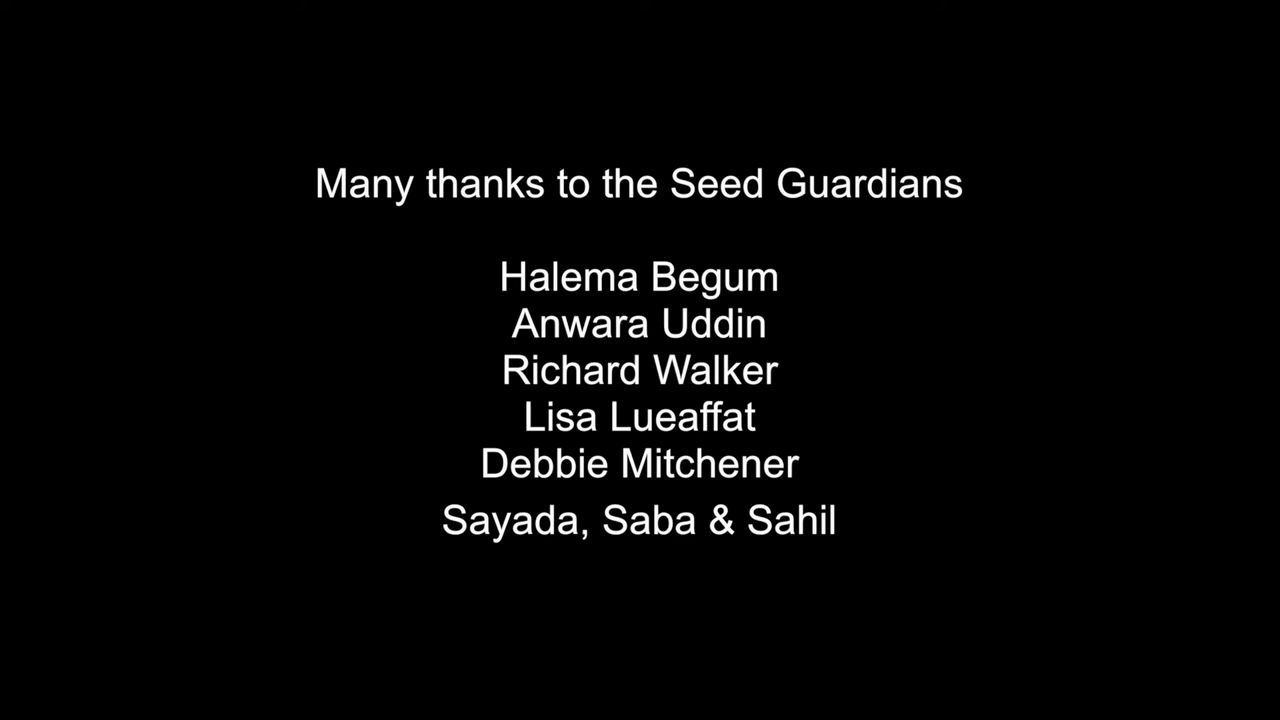 Many thanks to the Seed Guardians
Halema Begum
Anwara Uddin
Richard Walker
Lisa Lueaffat
Debbie Mitchener
Sayada, Saba & Sahil